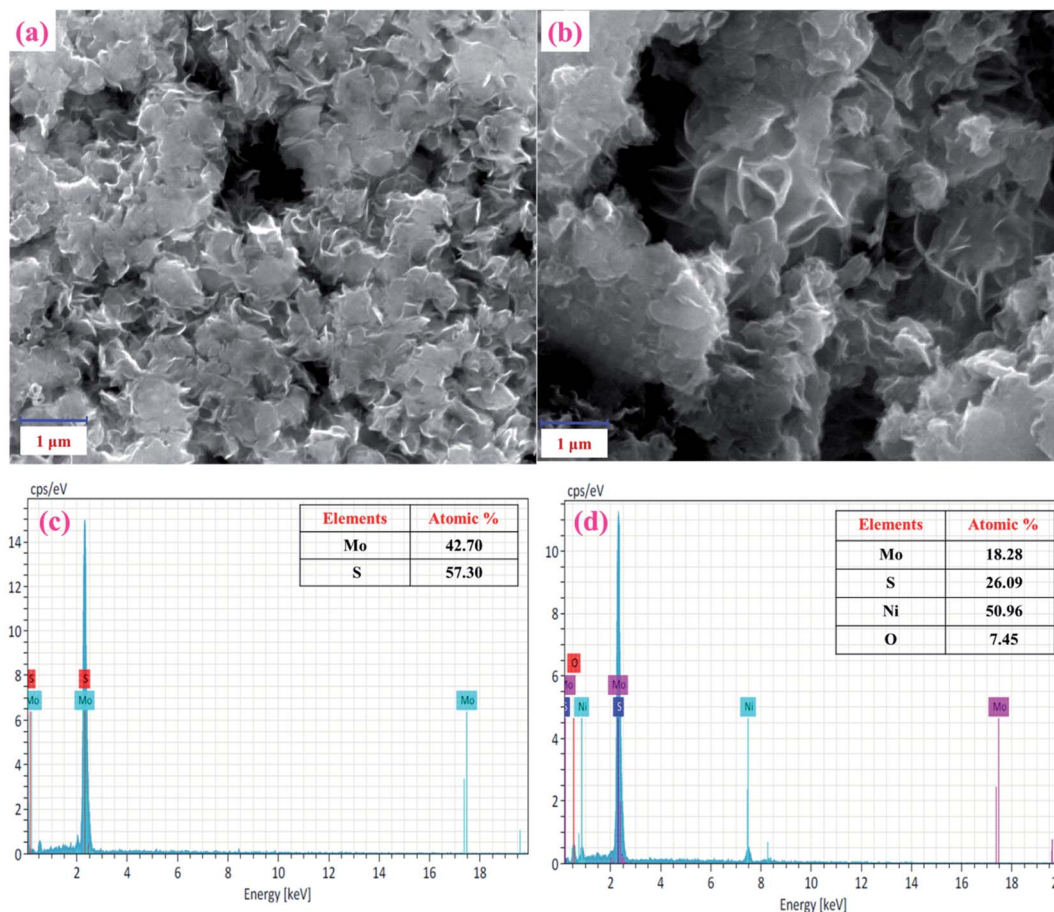 (a)
1 μm
(b)
1 μm
cps/eV
(c)
Elements Atomic %
Mo 42.70
S 57.30
14
12
10
8
6
4
2
0
S
Mo
S
Mo
Mo
2 4 6 8 10 12 14 16 18
Energy [keV]
cps/eV
(d)
Elements Atomic %
Mo 18.28
S 26.09
Ni 50.96
O 7.45
10
8
6
4
2
0
O
Mo
S
Ni
Mo
S
Ni
Mo
2 4 6 8 10 12 14 16 18
Energy [keV]